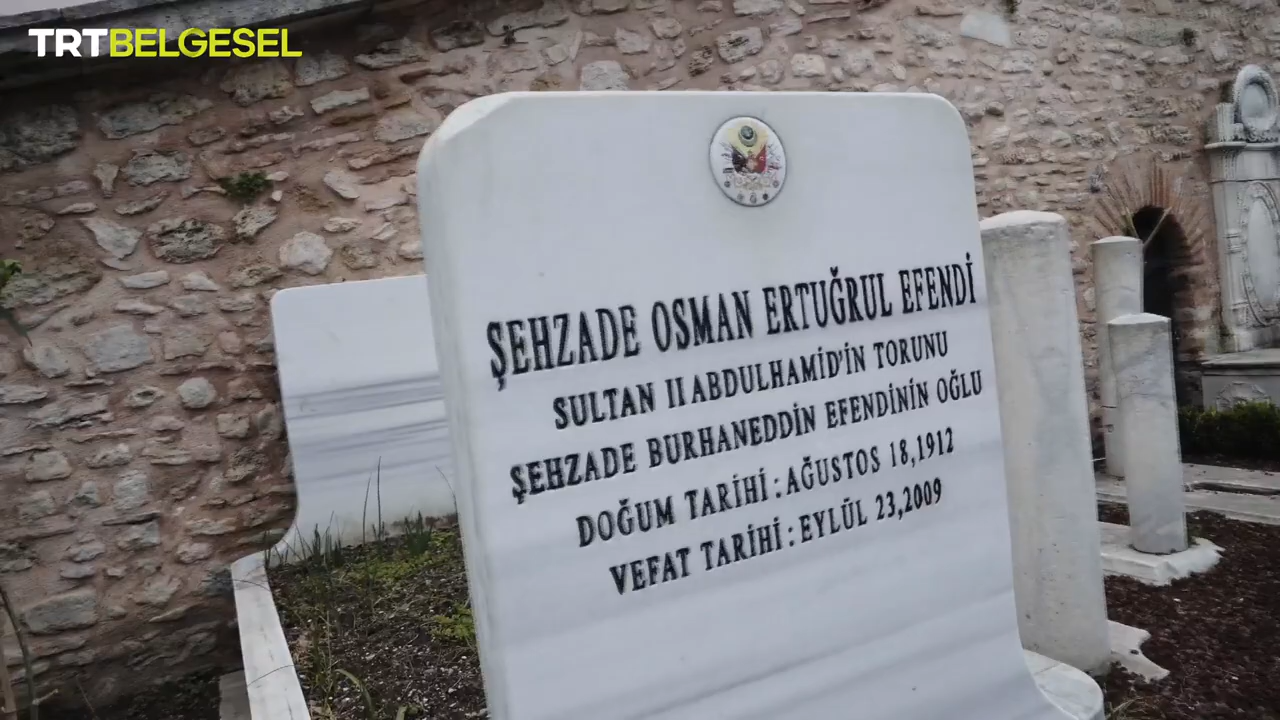 TRTBELGESEL
ŞEHZADE OSMAN ERTUĞRUL EFENDİ
SULTAN II ABDULHAMİD'İN TORUNU
ŞEHZADE BURHANEDDİN EFENDİNİN OĞLU
DOĞUM TARİHİ : AĞUSTOS 18,1912
VEFAT TARİHİ : EYLÜL 23,2009